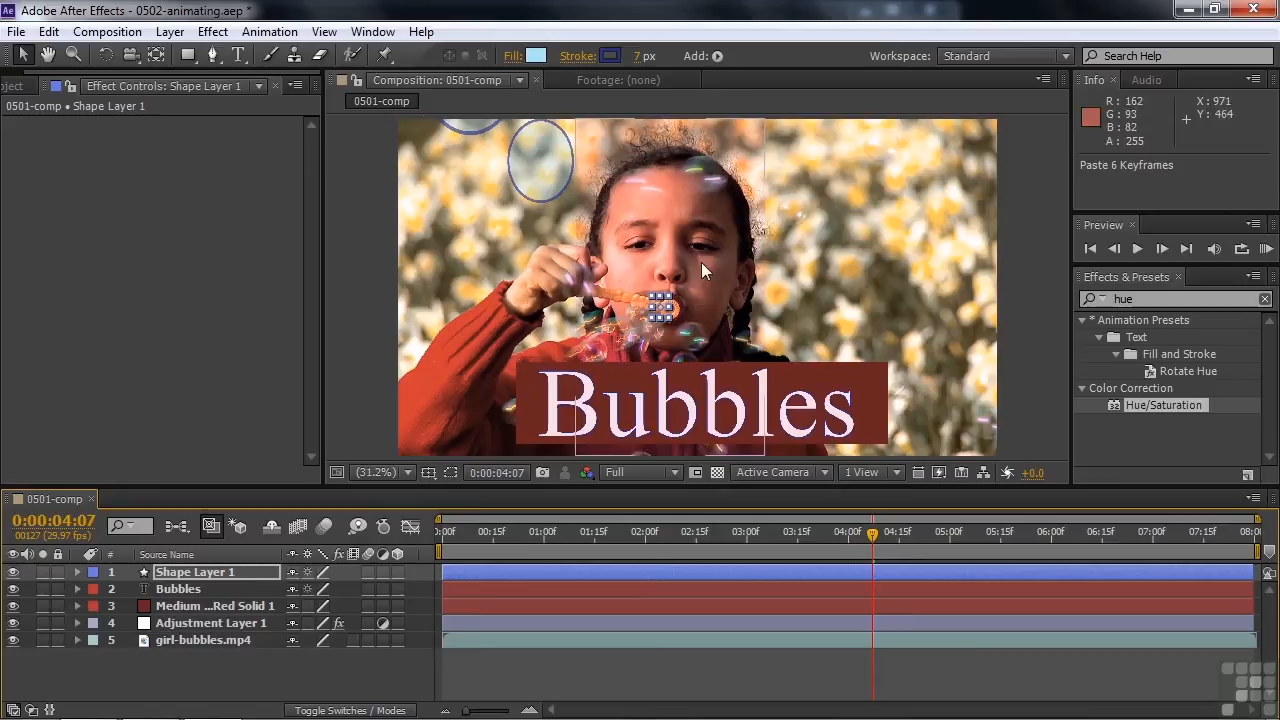 Adobe After Effects - 0502-animating.aep *
File Edit Composition Layer Effect Animation View Window Help
Fill: Stroke: 7 px Add: Workspace: Standard Search Help
oject Effect Controls: Shape Layer 1 Composition: 0501-comp Footage: (none) Info Audio
0501-comp • Shape Layer 1 0501-comp
R: 162 X: 971
G: 93 Y: 464
B: 82
A: 255
Paste 6 Keyframes
Preview
Effects & Presets
hue
* Animation Presets
Text
Fill and Stroke
Rotate Hue
Color Correction
32 Hue/Saturation
Bubbles
(31.2%) 0:00:04:07 Full Active Camera 1 View +0.0
0501-comp
0:00:04:07
00127 (29.97 fps)
0:00f 00:15f 01:00f 01:15f 02:00f 02:15f 03:00f 03:15f 04:00f 04:15f 05:00f 05:15f 06:00f 06:15f 07:00f 07:15f 08:0
# Source Name fx
1 Shape Layer 1
2 T Bubbles
3 Medium ...Red Solid 1
4 Adjustment Layer 1 fx
5 girl-bubbles.mp4
Toggle Switches / Modes